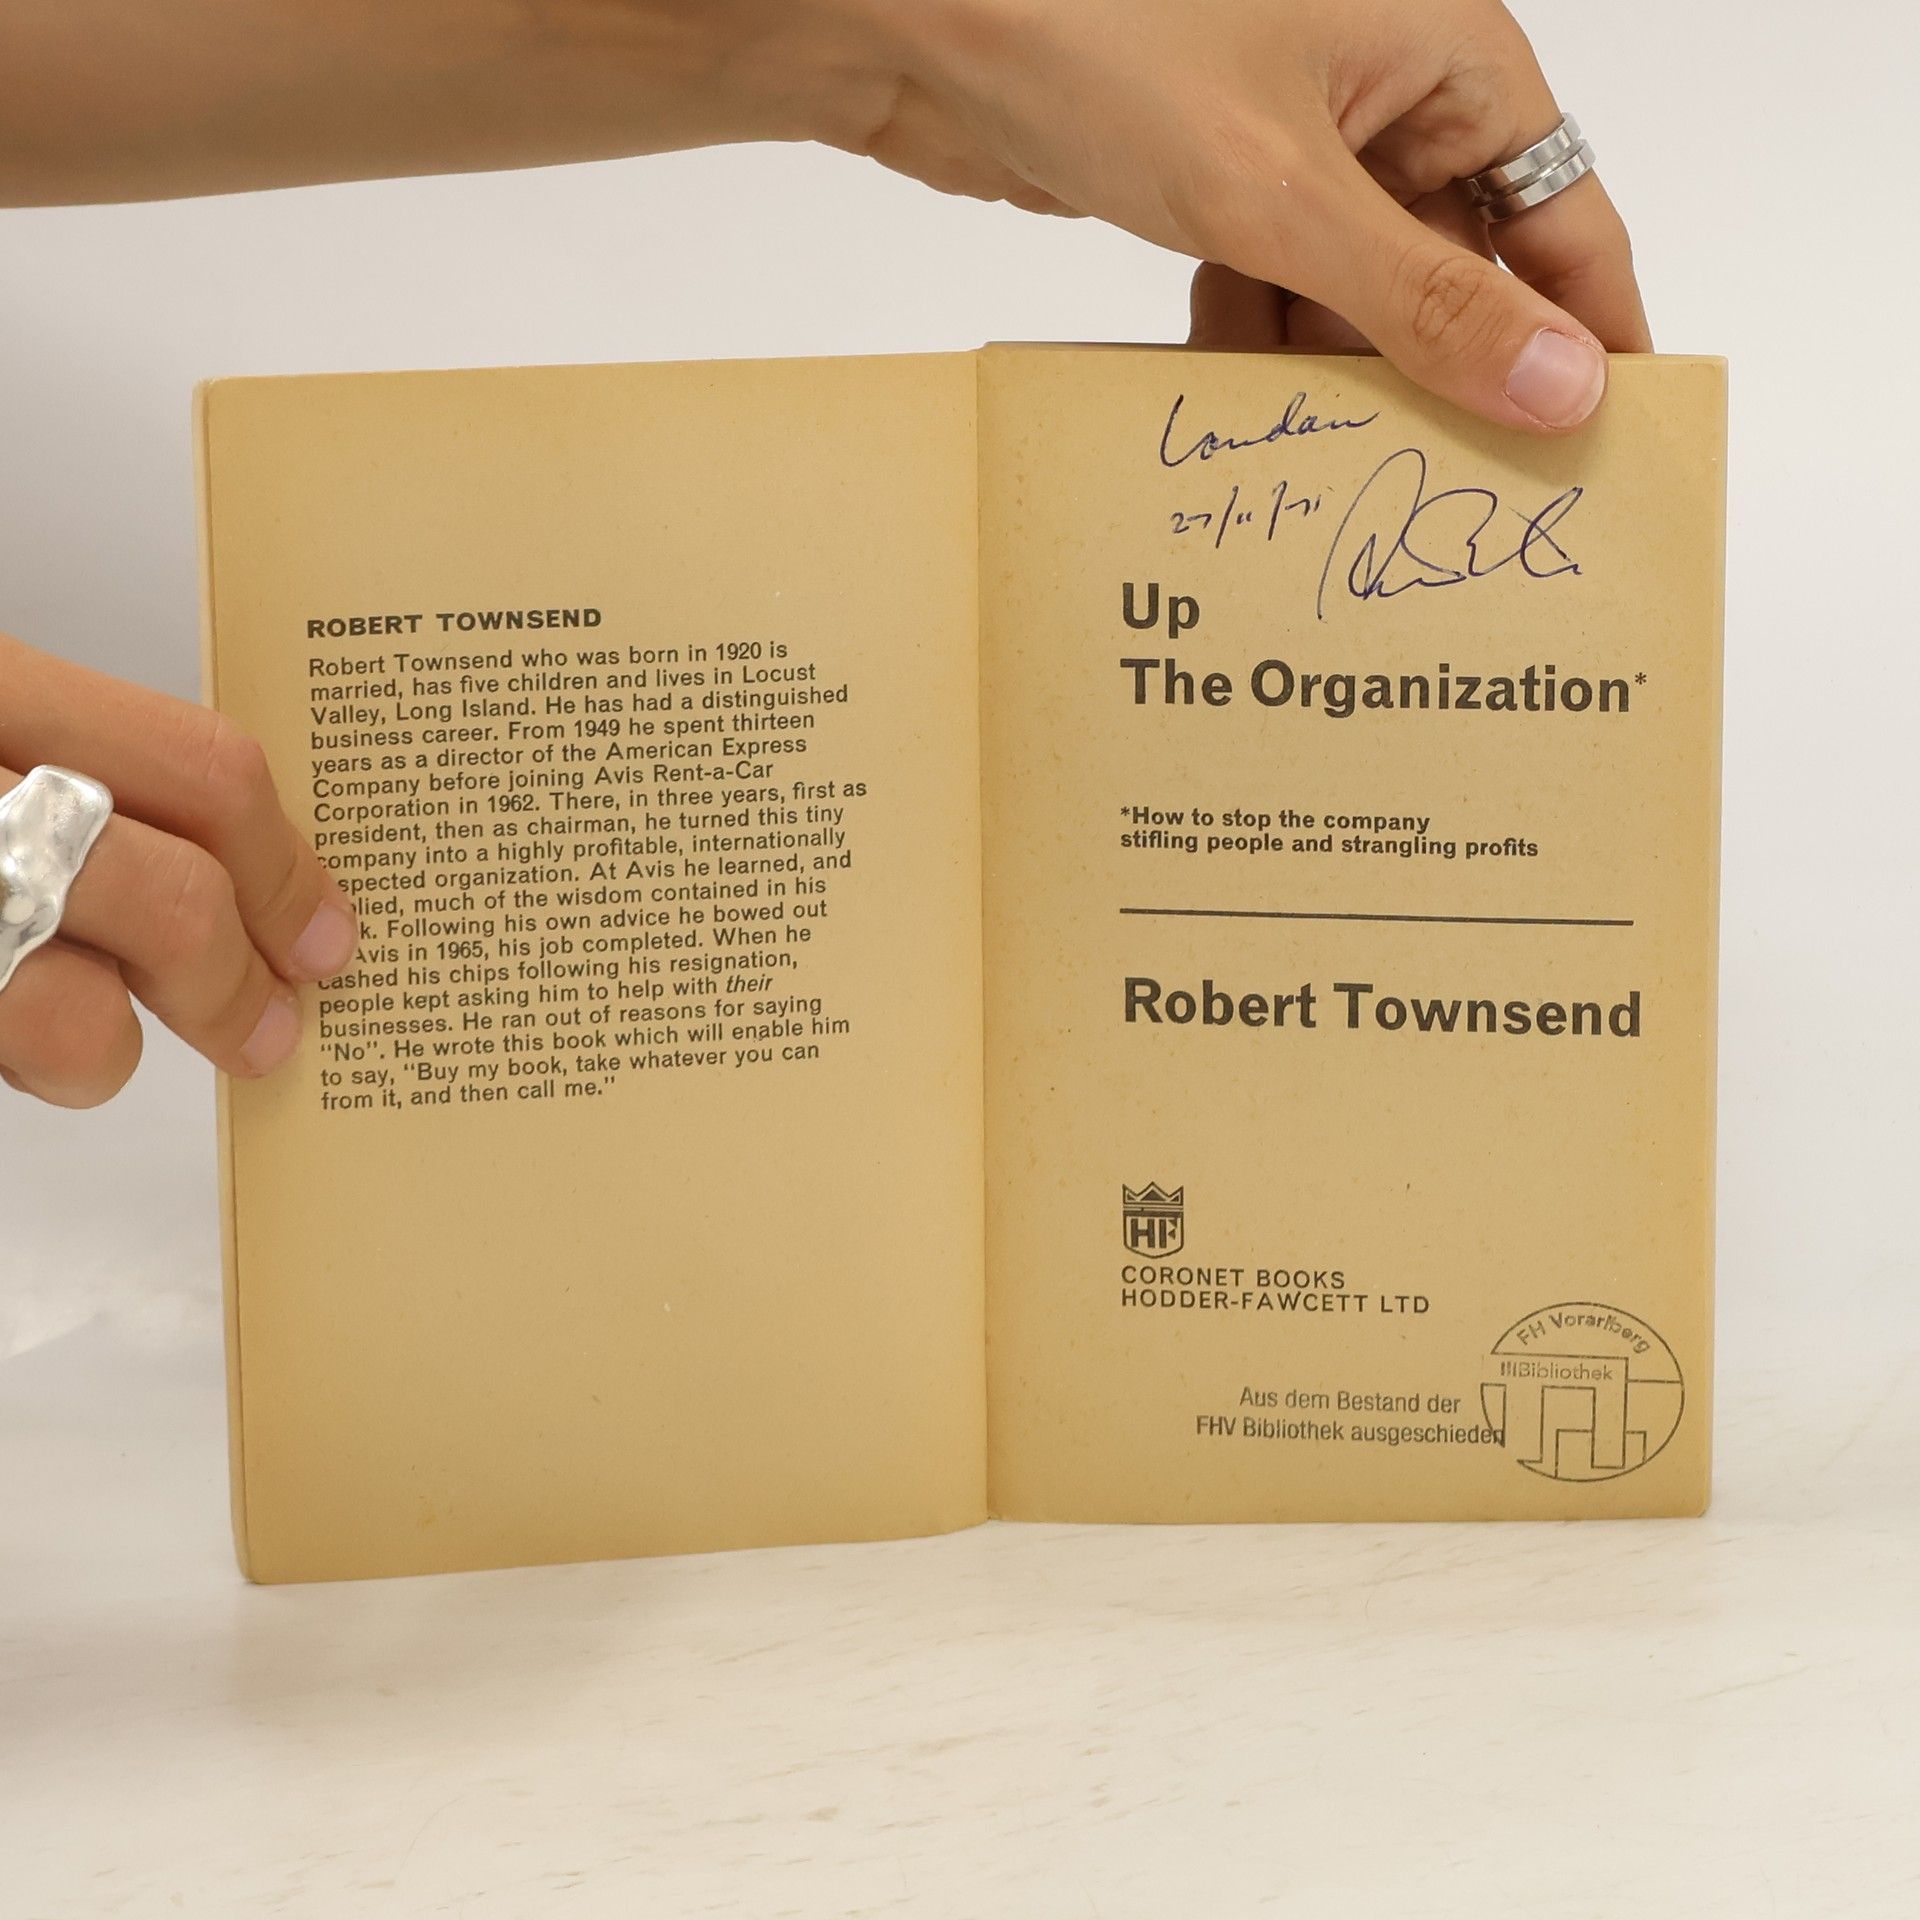 ROBERT TOWNSEND
Robert Townsend who was born in 1920 is
married, has five children and lives in Locust
Valley, Long Island. He has had a distinguished
business career. From 1949 he spent thirteen
years as a director of the American Express
Company before joining Avis Rent-a-Car
Corporation in 1962. There, in three years, first as
president, then as chairman, he turned this tiny
company into a highly profitable, internationally
spected organization. At Avis he learned, and
lied, much of the wisdom contained in his
k. Following his own advice he bowed out
Avis in 1965, his job completed. When he
cashed his chips following his resignation,
people kept asking him to help with their
businesses. He ran out of reasons for saying
“No”. He wrote this book which will enable him
to say, “Buy my book, take whatever you can
from it, and then call me.”
London
27/11/71
Up
The Organization*
*How to stop the company
stifling people and strangling profits
Robert Townsend
HF
CORONET BOOKS
HODDER-FAWCETT LTD
FH Vorarlberg
Bibliothek
Aus dem Bestand der
FHV Bibliothek ausgeschieden